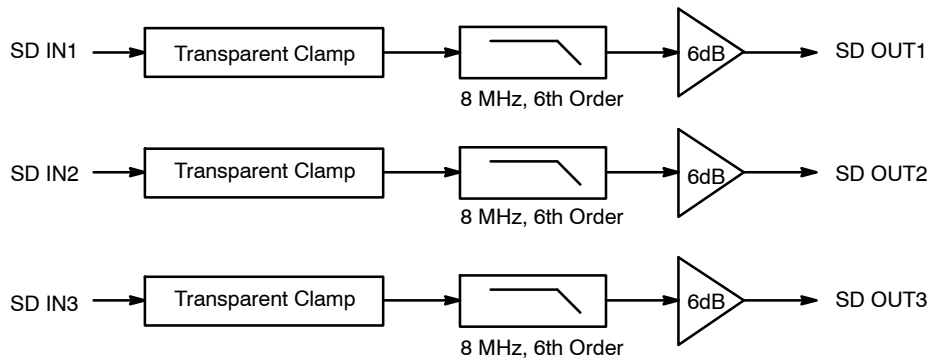 SD IN1
Transparent Clamp
6dB
SD OUT1
8 MHz, 6th Order
SD IN2
Transparent Clamp
6dB
SD OUT2
8 MHz, 6th Order
SD IN3
Transparent Clamp
6dB
SD OUT3
8 MHz, 6th Order